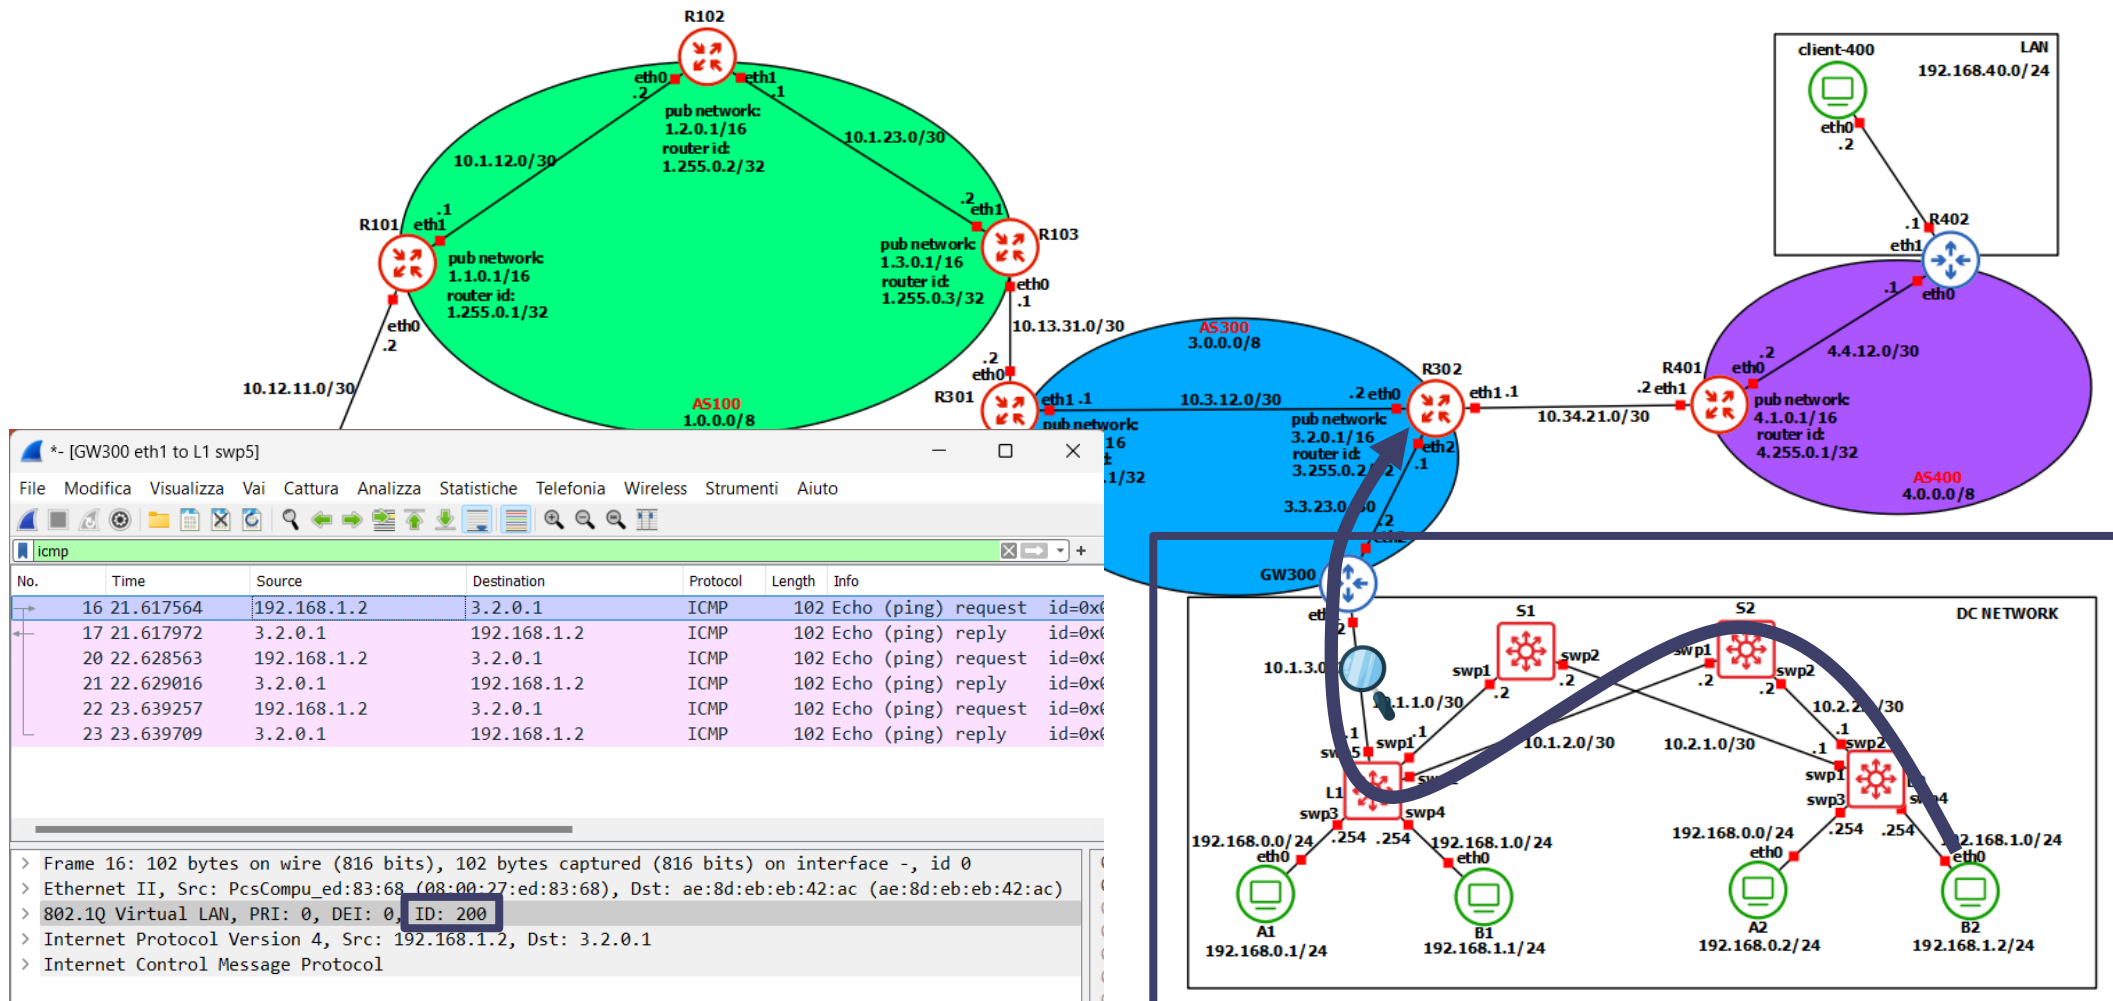 R102
eth0
.2
eth1
.1
pub network:
1.2.0.1/16
router id:
1.255.0.2/32
10.1.12.0/30
10.1.23.0/30
R101
eth1
.1
pub network:
1.1.0.1/16
router id:
1.255.0.1/32
eth0
.2
10.12.11.0/30
.2
eth1
R103
pub network:
1.3.0.1/16
router id:
1.255.0.3/32
eth0
.1
10.13.31.0/30
AS100
1.0.0.0/8
.2
eth0
R301
eth1 .1
pub network:
16
.1/32
AS300
3.0.0.0/8
10.3.12.0/30
R302
.2 eth0
eth1 .1
pub network:
3.2.0.1/16
router id:
eth2
.1
.2
GW300
10.34.21.0/30
R401
.2 eth1
eth0
.2
pub network:
4.1.0.1/16
router id:
4.255.0.1/32
4.4.12.0/30
AS400
4.0.0.0/8
client-400
LAN
192.168.40.0/24
eth0
.2
.1
R402
eth1
.1
eth0
*- [GW300 eth1 to L1 swp5]
File Modifica Visualizza Vai Cattura Analizza Statistiche Telefonia Wireless Strumenti Aiuto
icmp
No. Time Source Destination Protocol Length Info
16 21.617564 192.168.1.2 3.2.0.1 ICMP 102 Echo (ping) request
17 21.617972 3.2.0.1 192.168.1.2 ICMP 102 Echo (ping) reply
20 22.628563 192.168.1.2 3.2.0.1 ICMP 102 Echo (ping) request
21 22.629016 3.2.0.1 192.168.1.2 ICMP 102 Echo (ping) reply
22 23.639257 192.168.1.2 3.2.0.1 ICMP 102 Echo (ping) request
23 23.639709 3.2.0.1 192.168.1.2 ICMP 102 Echo (ping) reply
Frame 16: 102 bytes on wire (816 bits), 102 bytes captured (816 bits) on interface -, id 0
Ethernet II, Src: PcsCompu_ed:83:68 (08:00:27:ed:83:68), Dst: ae:8d:eb:eb:42:ac (ae:8d:eb:eb:42:ac)
802.1Q Virtual LAN, PRI: 0, DEI: 0, ID: 200
Internet Protocol Version 4, Src: 192.168.1.2, Dst: 3.2.0.1
Internet Control Message Protocol
DC NETWORK
S1
swp1
.2
swp2
.2
S2
swp1
.2
swp2
.2
10.1.2.0/30
10.2.1.0/30
L1
.1
swp1
.1
swp3
swp4
.1
swp1
.1
swp2
swp3
192.168.0.0/24
.254
.254
192.168.1.0/24
eth0
eth0
A1
192.168.0.1/24
B1
192.168.1.1/24
192.168.0.0/24
.254
.254
eth0
eth0
A2
192.168.0.2/24
B2
192.168.1.2/24